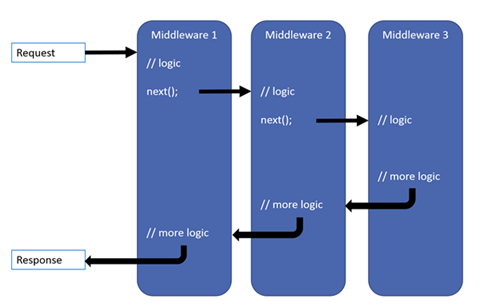 Middleware 1
Middleware 2
Middleware 3
Request
// logic
next();
// logic
next();
// logic
// more logic
// more logic
// more logic
Response